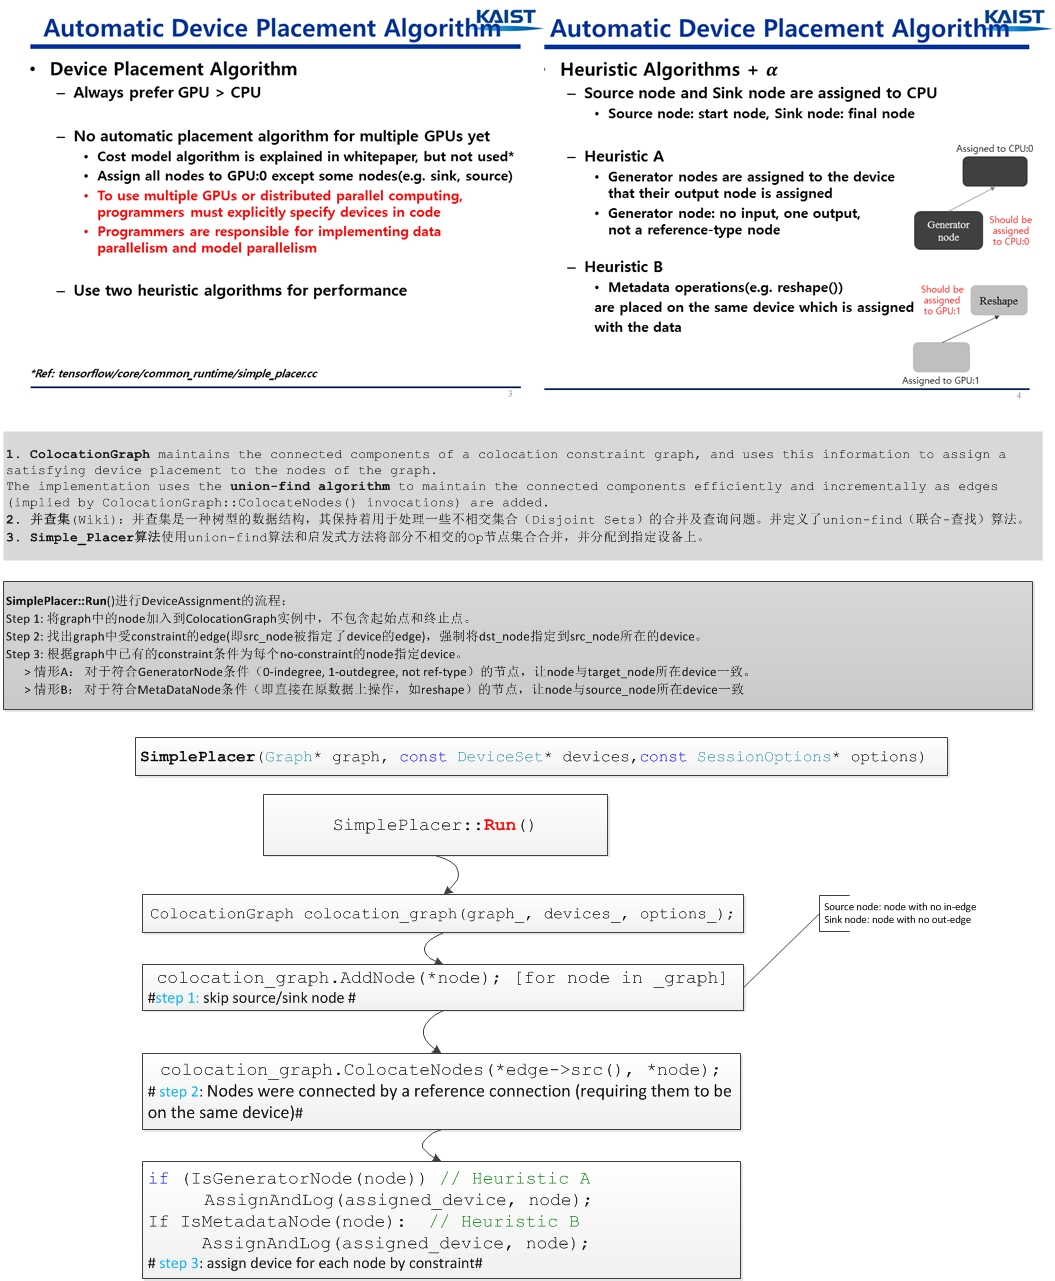 Automatic Device Placement Algorithm
KAIST
• Device Placement Algorithm
– Always prefer GPU > CPU
– No automatic placement algorithm for multiple GPUs yet
• Cost model algorithm is explained in whitepaper, but not used*
• Assign all nodes to GPU:0 except some nodes(e.g. sink, source)
• To use multiple GPUs or distributed parallel computing,
programmers must explicitly specify devices in code
• Programmers are responsible for implementing data
parallelism and model parallelism
– Use two heuristic algorithms for performance
*Ref: tensorflow/core/common_runtime/simple_placer.cc
3
Automatic Device Placement Algorithm
KAIST
Heuristic Algorithms + α
– Source node and Sink node are assigned to CPU
• Source node: start node, Sink node: final node
– Heuristic A
• Generator nodes are assigned to the device
that their output node is assigned
• Generator node: no input, one output,
not a reference-type node
Assigned to CPU:0
Generator
node
Should be
assigned
to CPU:0
– Heuristic B
• Metadata operations(e.g. reshape())
are placed on the same device which is assigned
with the data
Should be
assigned
to GPU:1
Reshape
Assigned to GPU:1
4
1. ColocationGraph maintains the connected components of a colocation constraint graph, and uses this information to assign a
satisfying device placement to the nodes of the graph.
The implementation uses the union-find algorithm to maintain the connected components efficiently and incrementally as edges
(implied by ColocationGraph::ColocateNodes() invocations) are added.
2. 并查集(Wiki): 并查集是一种树型的数据结构，其保持着用于处理一些不相交集合（Disjoint Sets）的合并及查询问题。并定义了union-find（联合-查找）算法。
3. Simple_Placer算法使用union-find算法和启发式方法将部分不相交的Op节点集合合并，并分配到指定设备上。
SimplePlacer::Run()进行DeviceAssignment的流程：
Step 1: 将graph中的node加入到ColocationGraph实例中，不包含起始点和终止点。
Step 2: 找出graph中受constraint的edge(即src_node被指定了device的edge)，强制将dst_node指定到src_node所在的device。
Step 3: 根据graph中已有的constraint条件为每个no-constraint的node指定device。
> 情形A： 对于符合GeneratorNode条件（0-indegree, 1-outdegree, not ref-type）的节点，让node与target_node所在device一致。
> 情形B： 对于符合MetaDataNode条件（即直接在原数据上操作，如reshape）的节点，让node与source_node所在device一致
SimplePlacer(Graph* graph, const DeviceSet* devices,const SessionOptions* options)
SimplePlacer::Run()
ColocationGraph colocation_graph(graph_, devices_, options_);
Source node: node with no in-edge
Sink node: node with no out-edge
colocation_graph.AddNode(*node); [for node in _graph]
#step 1: skip source/sink node #
colocation_graph.ColocateNodes(*edge->src(), *node);
# step 2: Nodes were connected by a reference connection (requiring them to be
on the same device)#
if (IsGeneratorNode(node)) // Heuristic A
AssignAndLog(assigned_device, node);
If IsMetadataNode(node): // Heuristic B
AssignAndLog(assigned_device, node);
# step 3: assign device for each node by constraint#